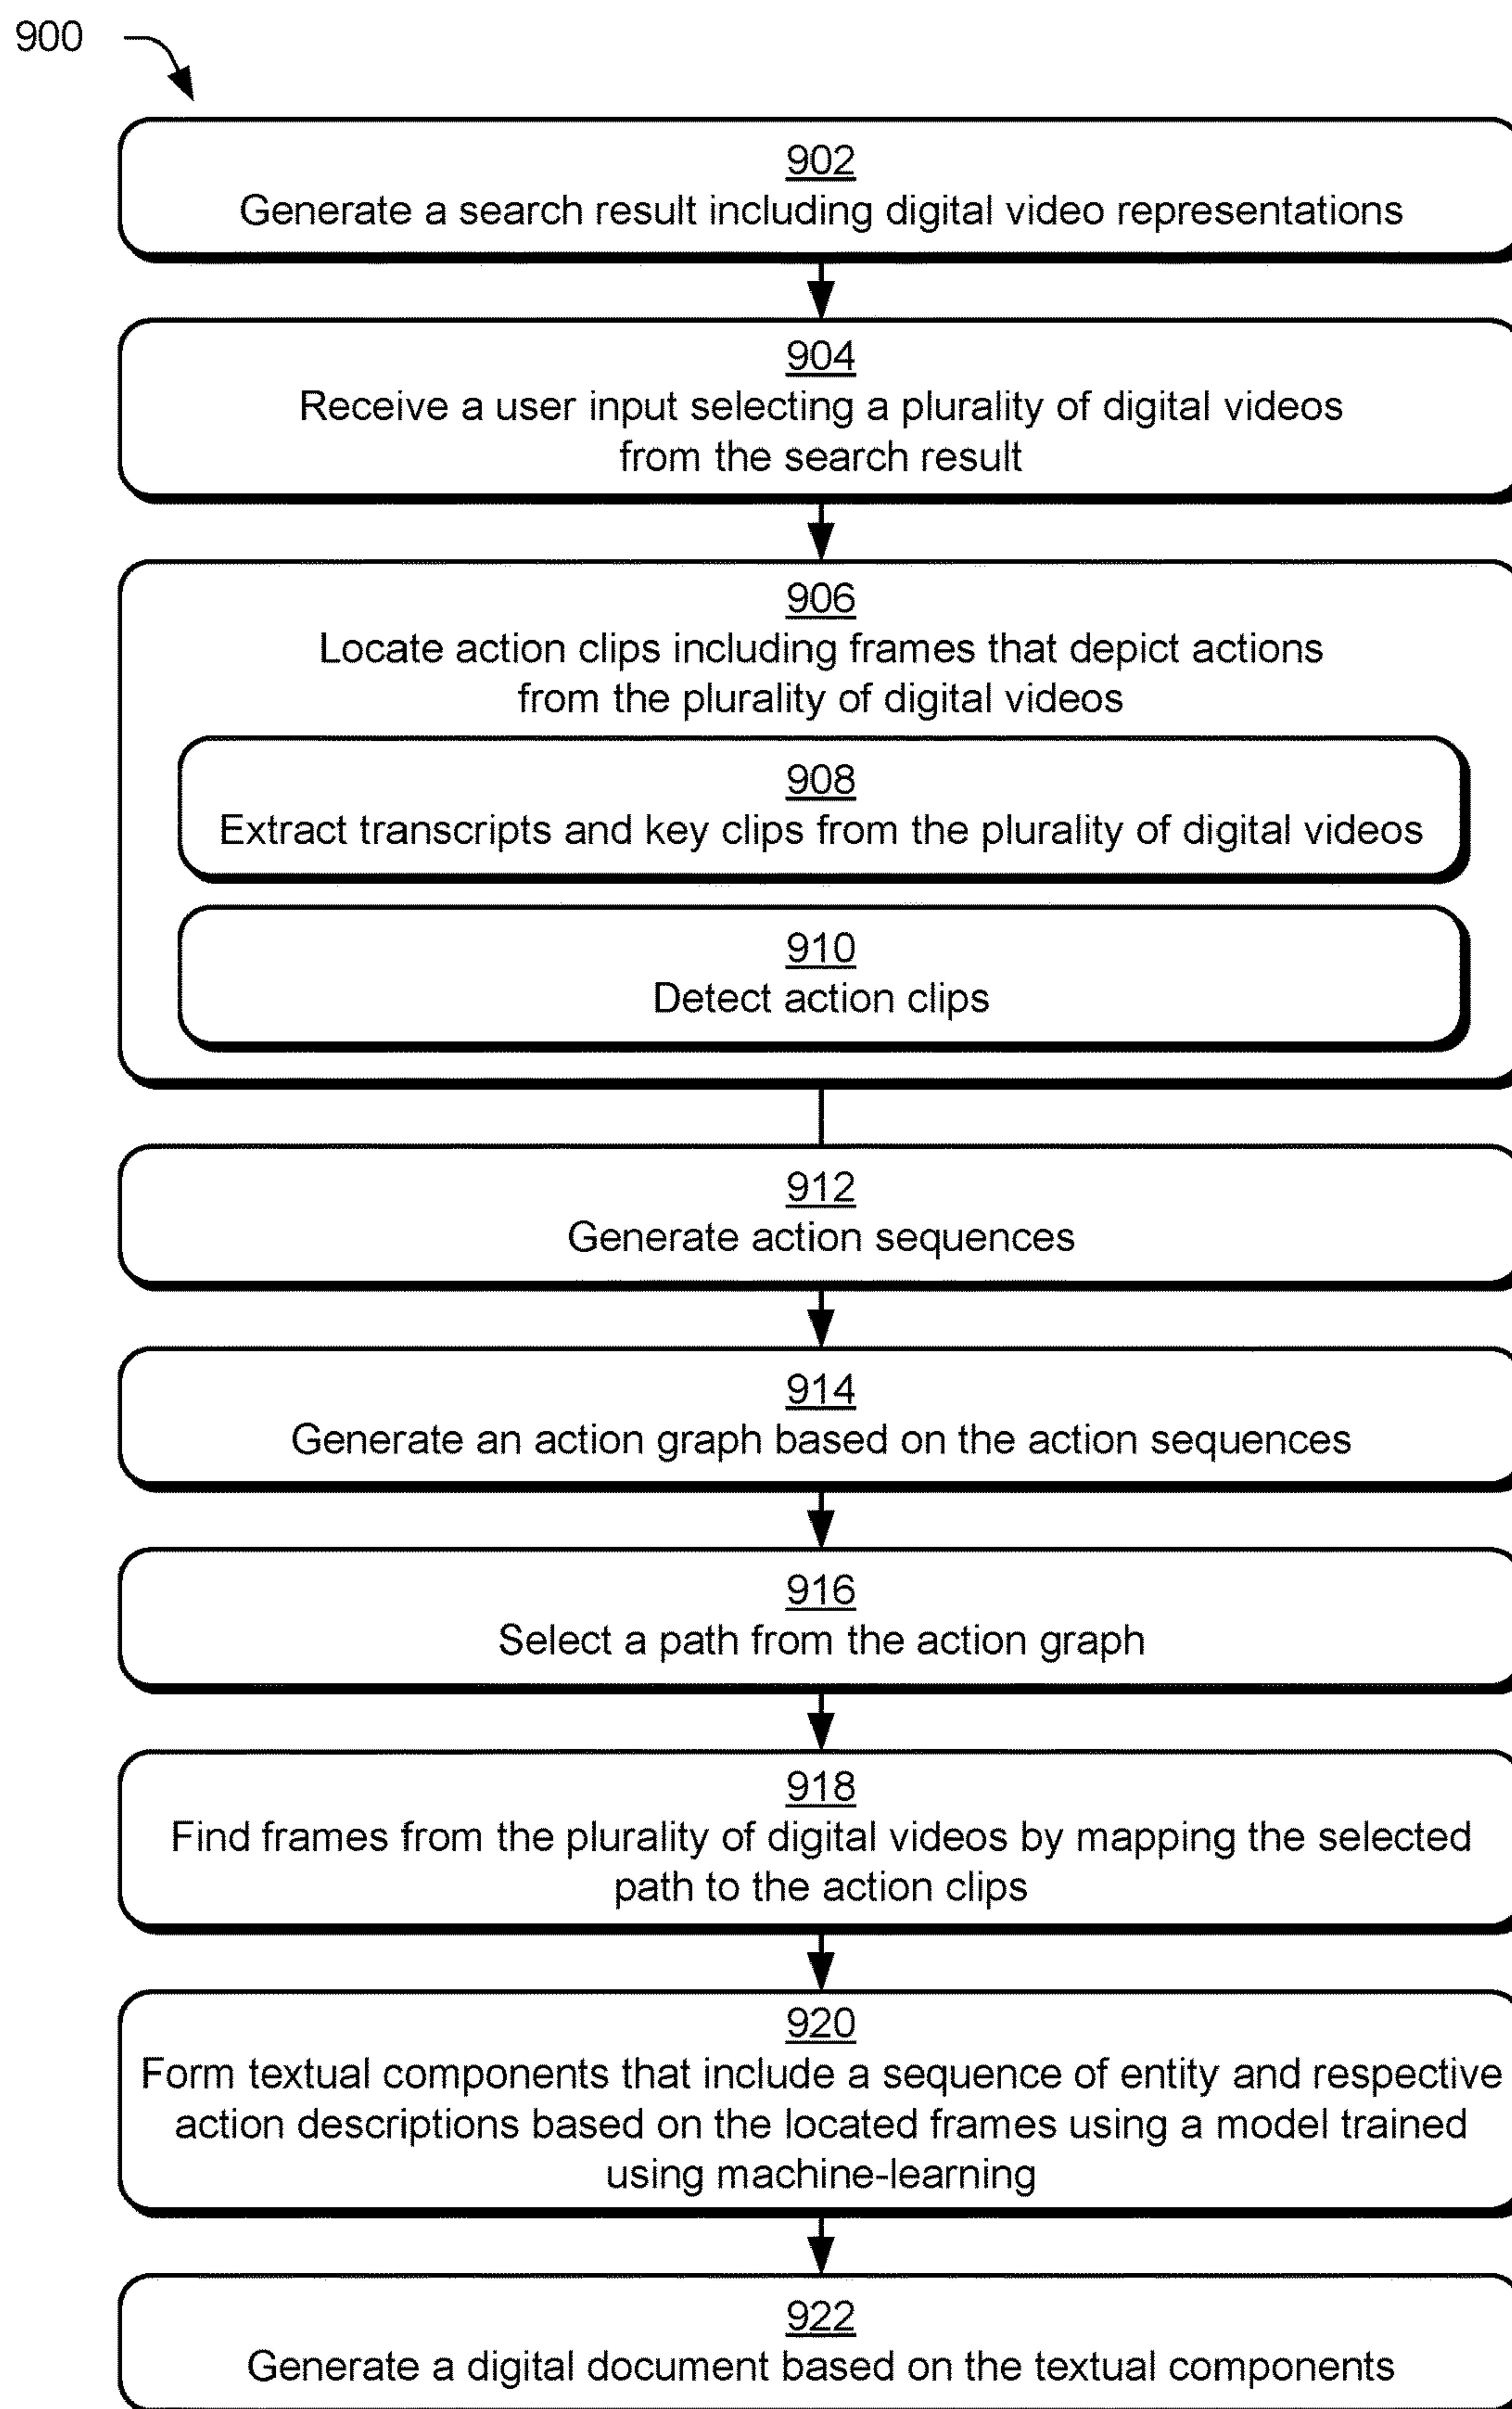 900
902
Generate a search result including digital video representations
904
Receive a user input selecting a plurality of digital videos
from the search result
906
Locate action clips including frames that depict actions
from the plurality of digital videos
908
Extract transcripts and key clips from the plurality of digital videos
910
Detect action clips
912
Generate action sequences
914
Generate an action graph based on the action sequences
916
Select a path from the action graph
918
Find frames from the plurality of digital videos by mapping the selected
path to the action clips
920
Form textual components that include a sequence of entity and respective
action descriptions based on the located frames using a model trained
using machine-learning
922
Generate a digital document based on the textual components